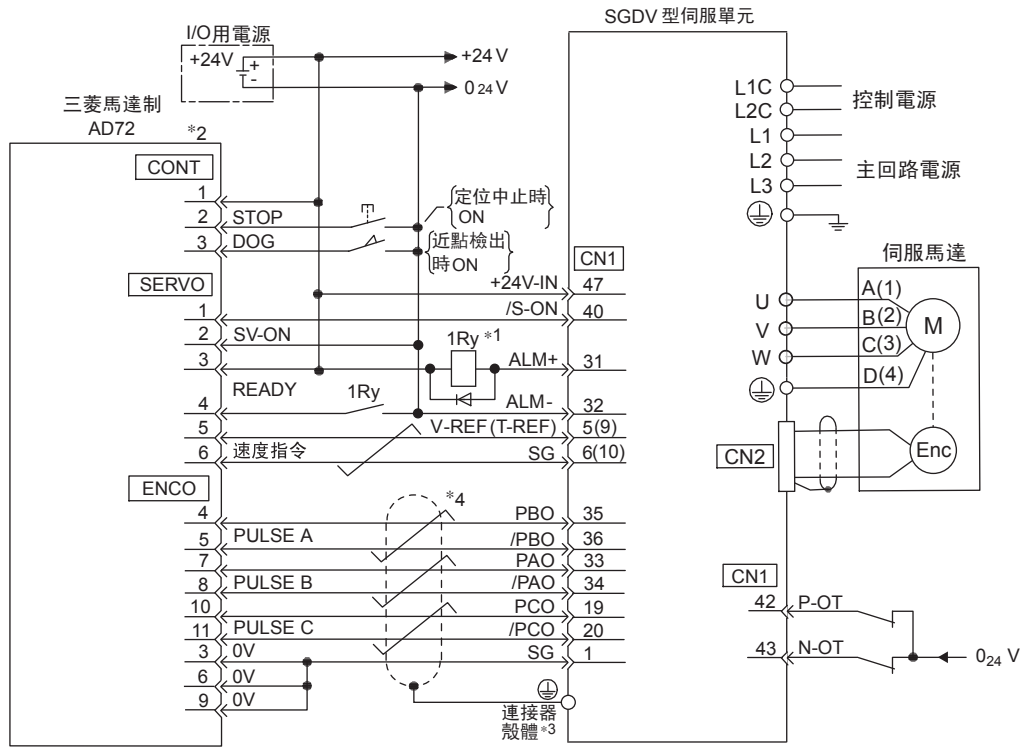 SGDV 型伺服單元
I/O用電源
+24V
+
-
+24 V
0 24 V
三菱馬達制
AD72
*2
CONT
1
2 STOP
3 DOG
定位中止時
ON
近點檢出
時ON
SERVO
1
2 SV-ON
3
READY
4
5
6 速度指令
1Ry *1
1Ry
ENCO
4
5 PULSE A
7
8 PULSE B
10
11 PULSE C
3 0V
6 0V
9 0V
*4
CN1
+24V-IN 47
/S-ON 40
ALM+ 31
ALM- 32
V-REF (T-REF) 5(9)
SG 6(10)
PBO 35
/PBO 36
PAO 33
/PAO 34
PCO 19
/PCO 20
SG 1
連接器
殼體 *3
L1C
L2C
控制電源
L1
L2
L3
主回路電源
伺服馬達
U A(1)
V B(2)
W C(3)
D(4)
M
CN2
Enc
CN1
42 P-OT
43 N-OT
024 V